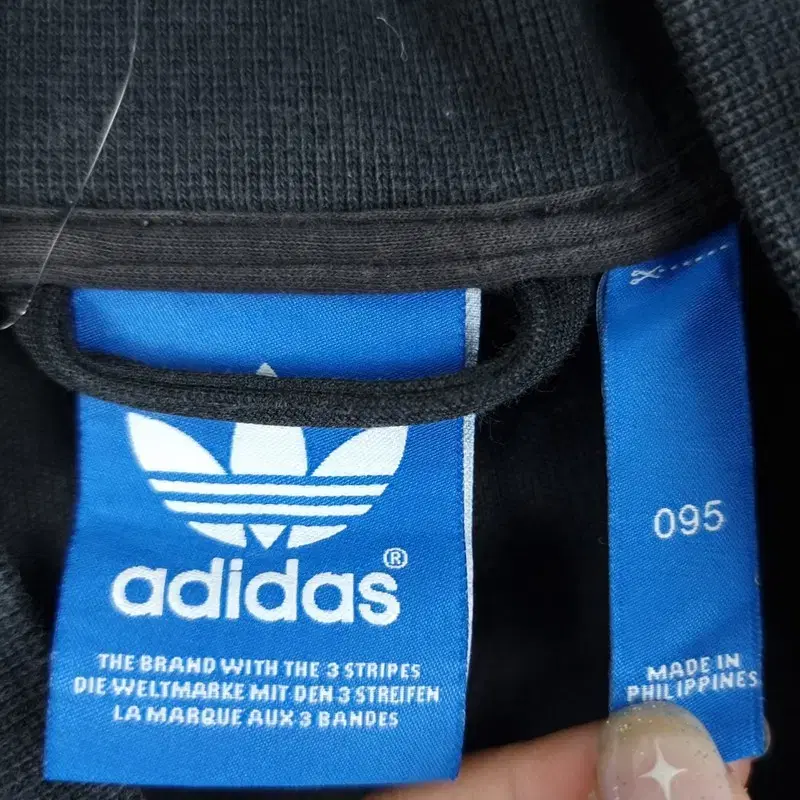 adidas®
THE BRAND WITH THE 3 STRIPES
DIE WELTMARKE MIT DEN 3 STREIFEN
LA MARQUE AUX 3 BANDES
095
MADE IN
PHILIPPINES